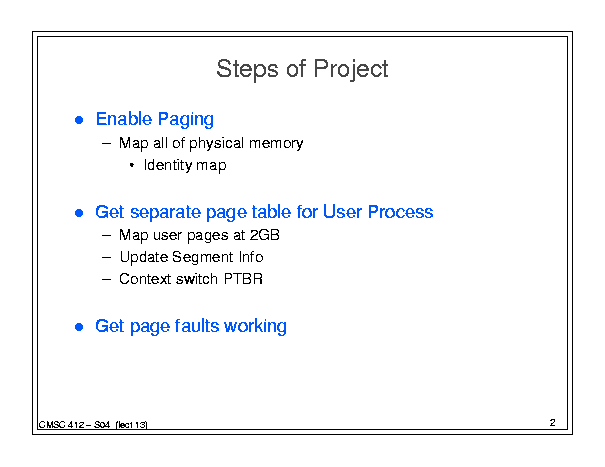 Steps of Project
● Enable Paging
– Map all of physical memory
• Identity map
● Get separate page table for User Process
– Map user pages at 2GB
– Update Segment Info
– Context switch PTBR
● Get page faults working
CMSC 412 – S04 (lect 13)
2